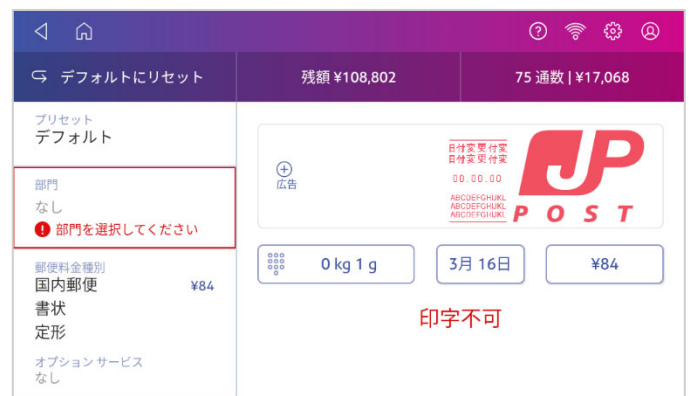 デフォルトにリセット
残額 ¥108,802
75 通数 | ¥17,068
プリセット
デフォルト
部門
なし
部門を選択してください
郵便料金種別
国内郵便 ¥84
書状
定形
オプション サービス
なし
広告
日付変更付変
日付変更付変
00.00.00
ABCDEFGHIJKL
ABCDEFGHIJKL
ABCDEFGHIJKL
JP
POST
0 kg 1 g
3月 16日
¥84
印字不可